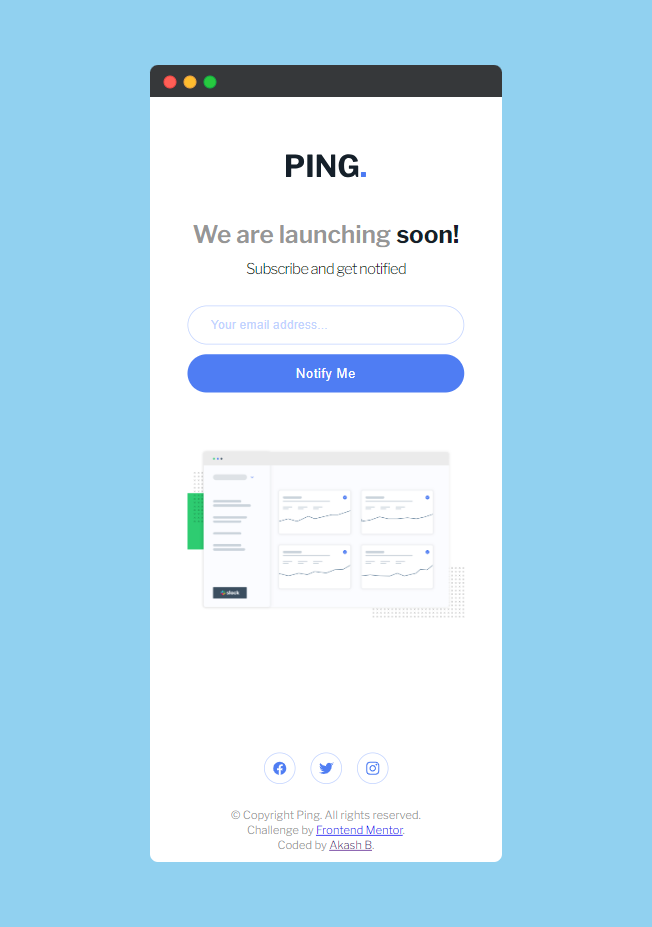 PING.
We are launching soon!
Subscribe and get notified
Your email address...
Notify Me
slack
© Copyright Ping. All rights reserved.
Challenge by Frontend Mentor.
Coded by Akash B.